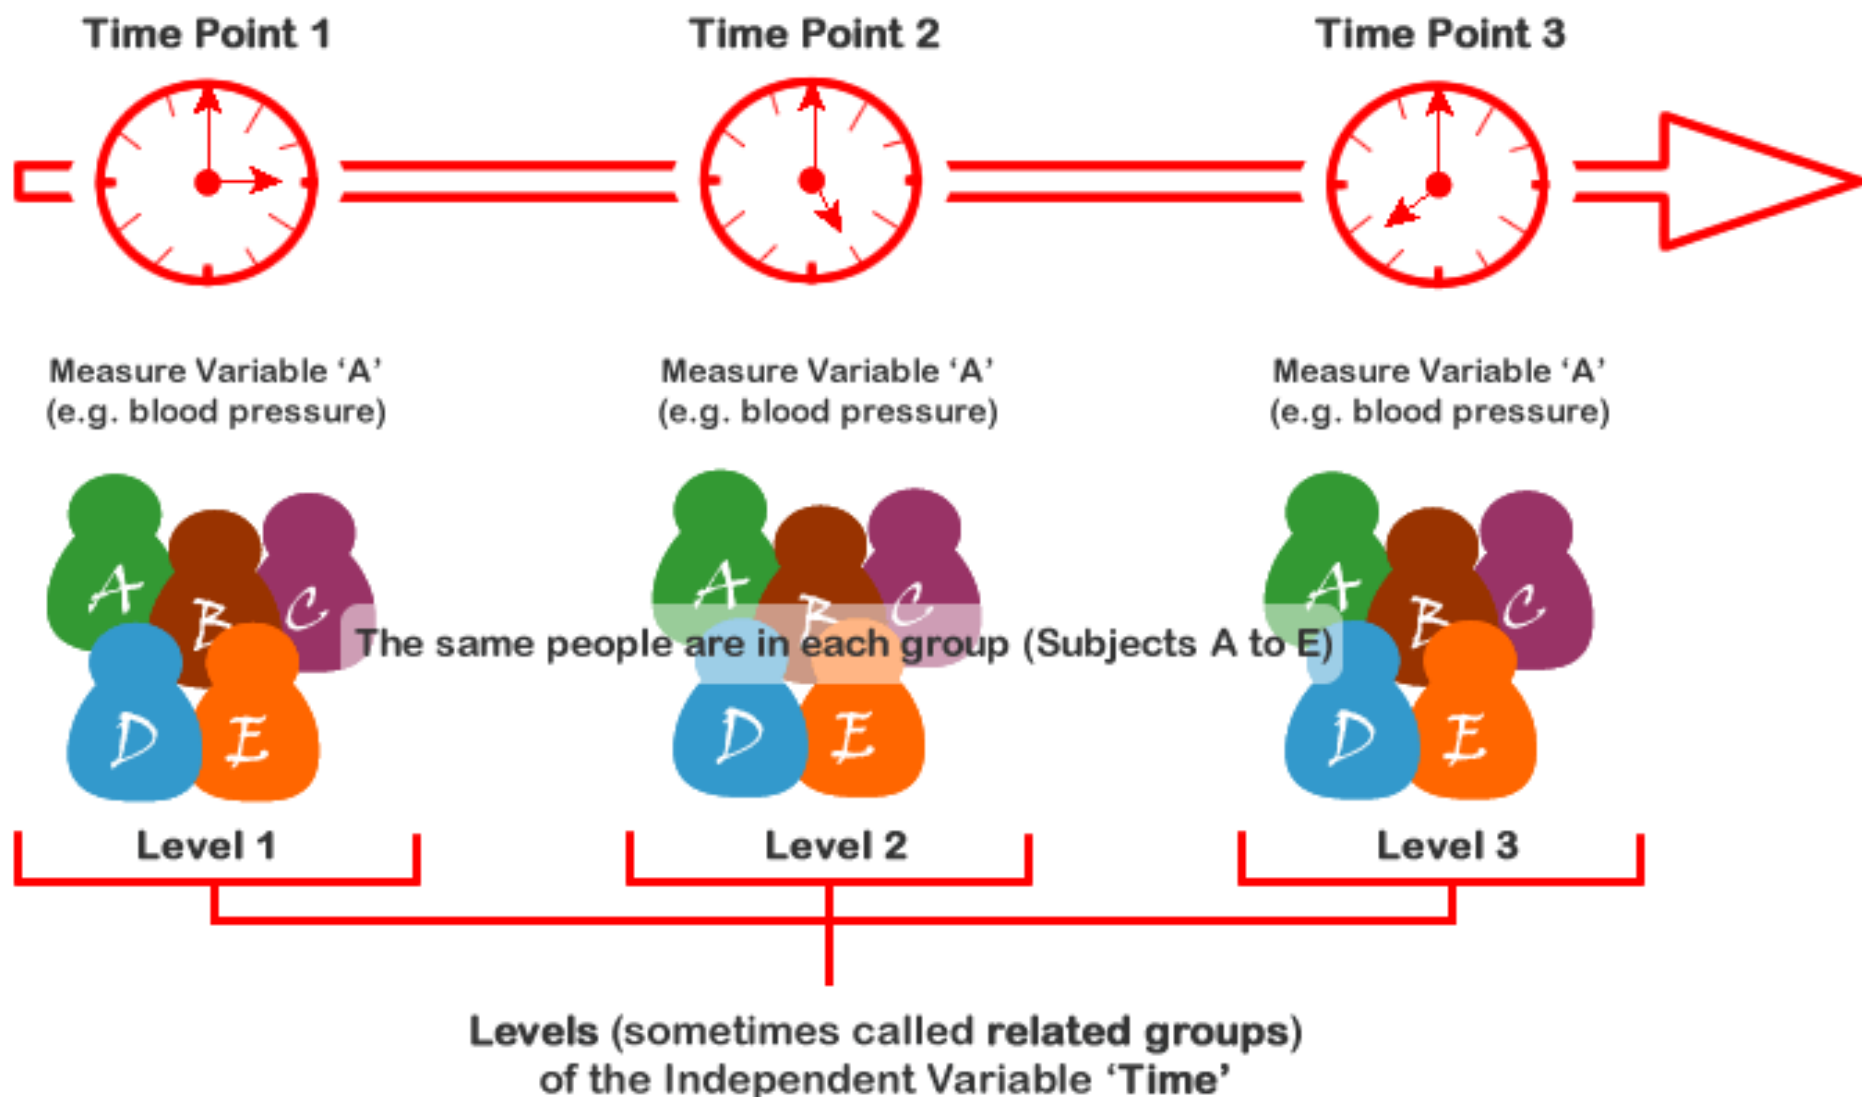 Time Point 1
Time Point 2
Time Point 3
Measure Variable ‘A’
(e.g. blood pressure)
Measure Variable ‘A’
(e.g. blood pressure)
Measure Variable ‘A’
(e.g. blood pressure)
A
B
C
D
E
A
B
C
D
E
A
B
C
D
E
The same people are in each group (Subjects A to E)
Level 1
Level 2
Level 3
Levels (sometimes called related groups)
of the Independent Variable ‘Time’